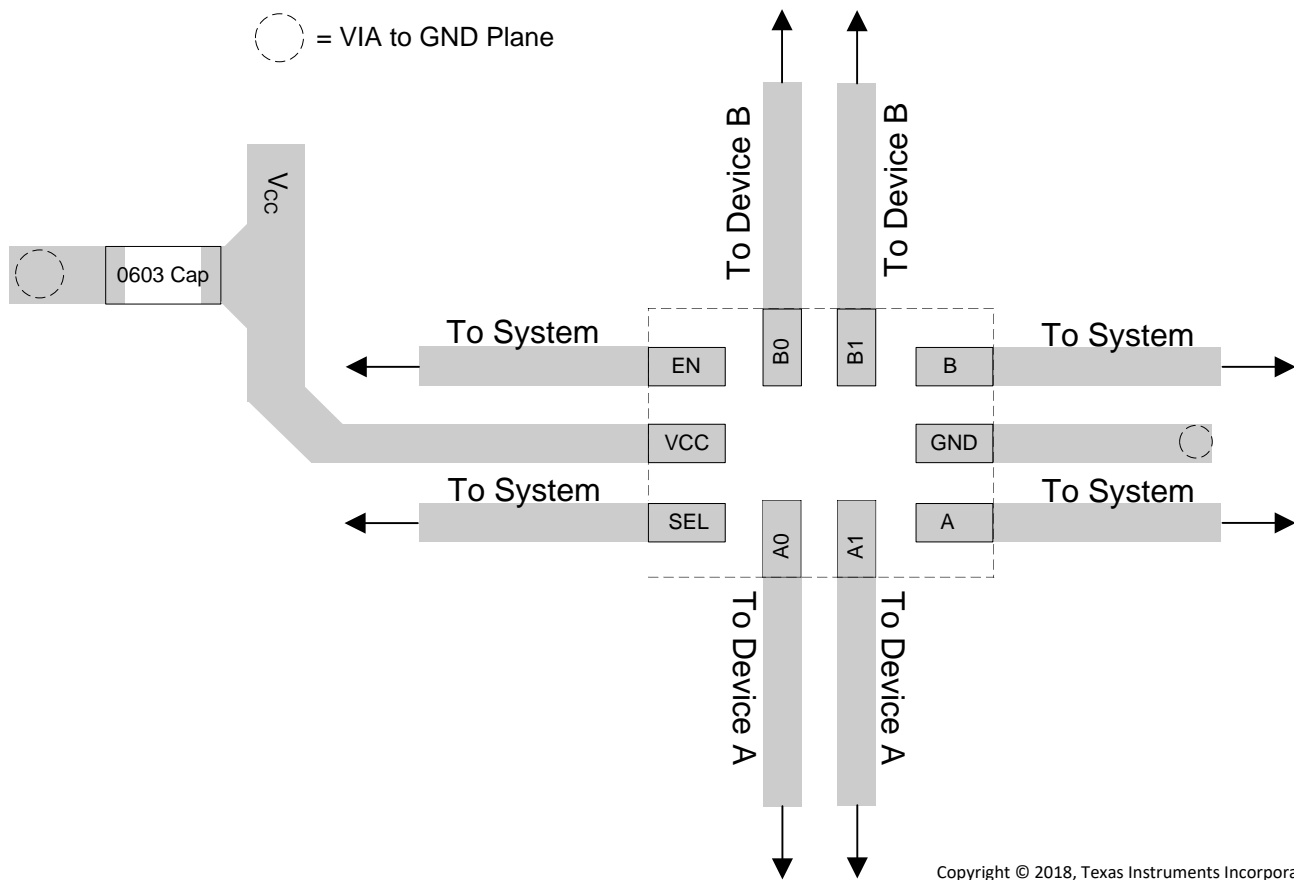 = VIA to GND Plane
To Device B
To Device B
VCC
0603 Cap
To System
To System
EN
B0
B1
B
VCC
GND
To System
To System
SEL
A0
A1
A
To Device A
To Device A
Copyright © 2018, Texas Instruments Incorpora